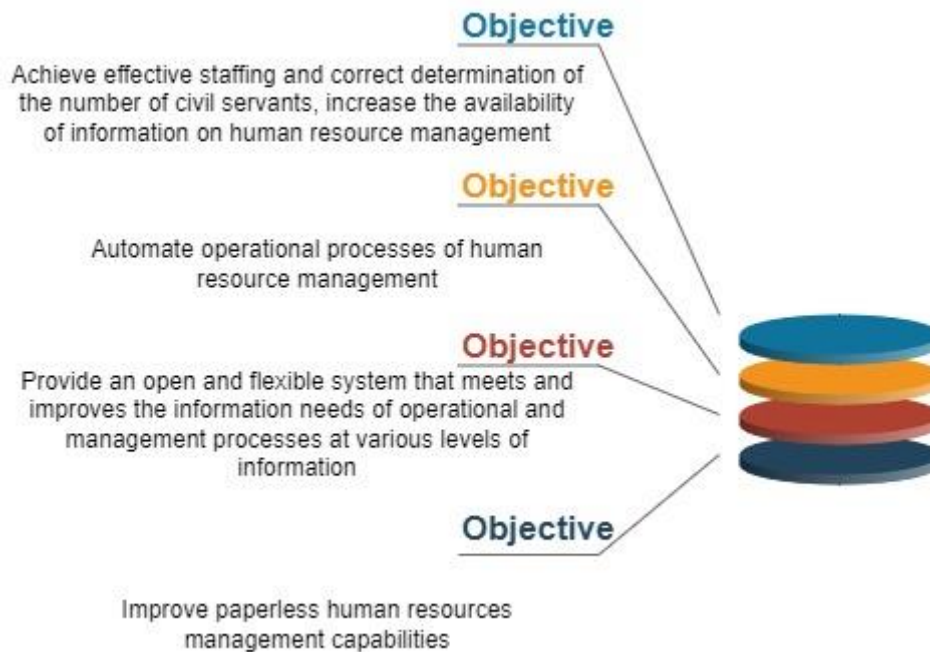 Objective
Achieve effective staffing and correct determination of
the number of civil servants, increase the availability
of information on human resource management
Objective
Automate operational processes of human
resource management
Objective
Provide an open and flexible system that meets and
improves the information needs of operational and
management processes at various levels of
information
Objective
Improve paperless human resources
management capabilities